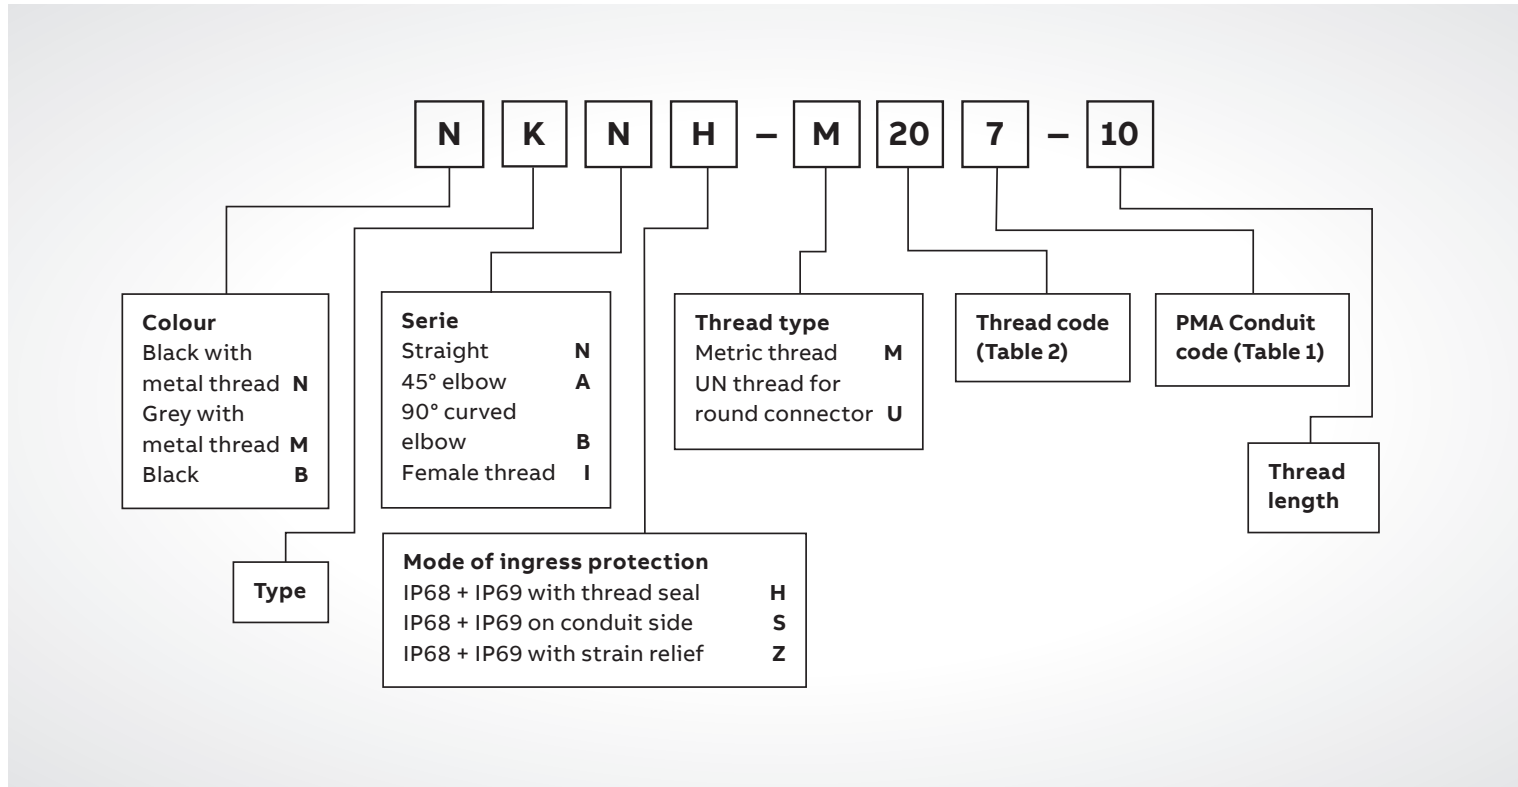 N K N H – M 20 7 – 10
Colour
Black with
metal thread N
Grey with
metal thread M
Black B
Serie
Straight N
45° elbow A
90° curved
elbow B
Female thread I
Thread type
Metric thread M
UN thread for
round connector U
Thread code
(Table 2)
PMA Conduit
code (Table 1)
Thread
length
Type
Mode of ingress protection
IP68 + IP69 with thread seal H
IP68 + IP69 on conduit side S
IP68 + IP69 with strain relief Z